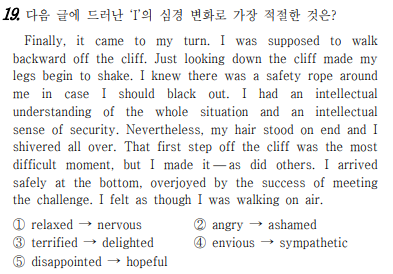 19. 다음 글에 드러난 'I'의 심경 변화로 가장 적절한 것은?
Finally, it came to my turn. I was supposed to walk
backward off the cliff. Just looking down the cliff made my
legs begin to shake. I knew there was a safety rope around
me in case I should black out. I had an intellectual
understanding of the whole situation and an intellectual
sense of security. Nevertheless, my hair stood on end and I
shivered all over. That first step off the cliff was the most
difficult moment, but I made it—as did others. I arrived
safely at the bottom, overjoyed by the success of meeting
the challenge. I felt as though I was walking on air.
① relaxed → nervous ② angry → ashamed
③ terrified → delighted ④ envious → sympathetic
⑤ disappointed → hopeful